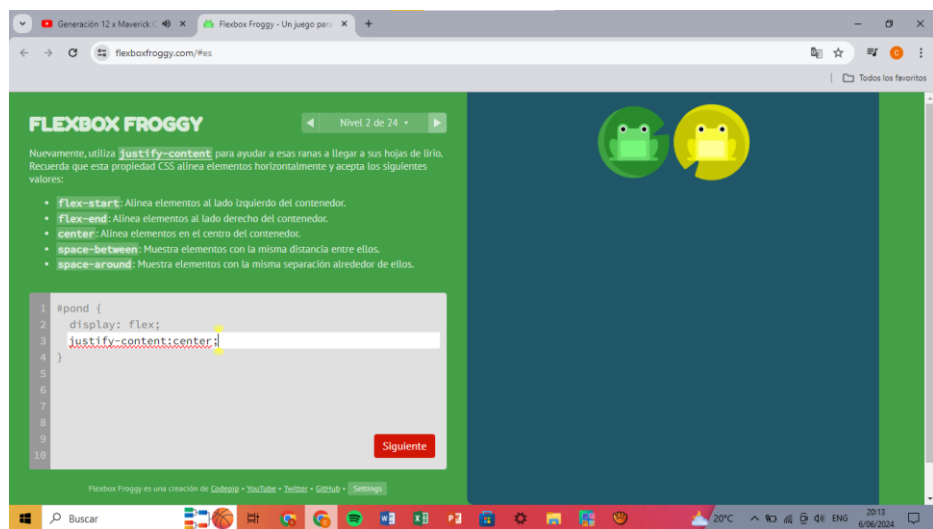 Generación 12 x Maverick C
Flexbox Froggy - Un juego para
flexboxfroggy.com/#es
Todos los favoritos
FLEXBOX FROGGY
Nivel 2 de 24
Nuevamente, utiliza justify-content para ayudar a esas ranas a llegar a sus hojas de lirio.
Recuerda que esta propiedad CSS alinea elementos horizontalmente y acepta los siguientes
valores:
• flex-start: Alinea elementos al lado izquierdo del contenedor.
• flex-end: Alinea elementos al lado derecho del contenedor.
• center: Alinea elementos en el centro del contenedor.
• space-between: Muestra elementos con la misma distancia entre ellos.
• space-around: Muestra elementos con la misma separación alrededor de ellos.
1 #pond {
2 display: flex;
3 justify-content:center;
4 }
5
6
7
8
9
10
Siguiente
Flexbox Froggy es una creación de Codepip • YouTube • Twitter • GitHub • Settings
Buscar
20°C
ENG
20:13
6/06/2024